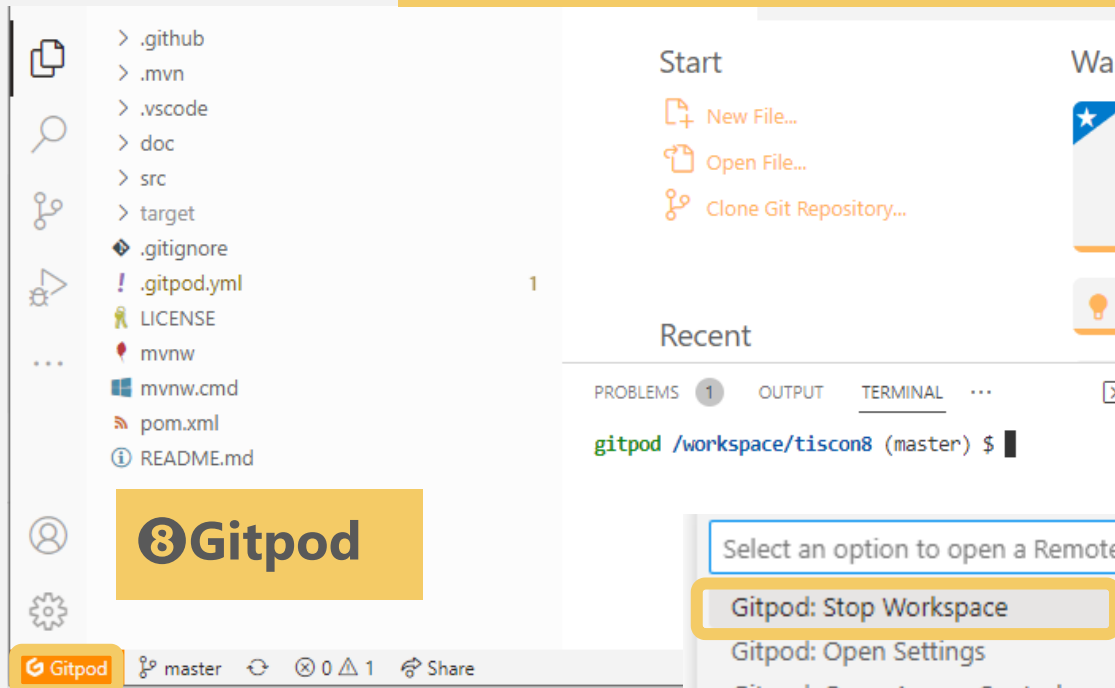 .github
.mvn
.vscode
doc
src
target
.gitignore
.gitpod.yml 1
LICENSE
mvnw
mvnw.cmd
pom.xml
README.md
❽Gitpod
Gitpod master 0 1 Share
Start
New File...
Open File...
Clone Git Repository...
Recent
Wa
PROBLEMS 1 OUTPUT TERMINAL ...
gitpod /workspace/tiscon8 (master) $
Select an option to open a Remote
Gitpod: Stop Workspace
Gitpod: Open Settings